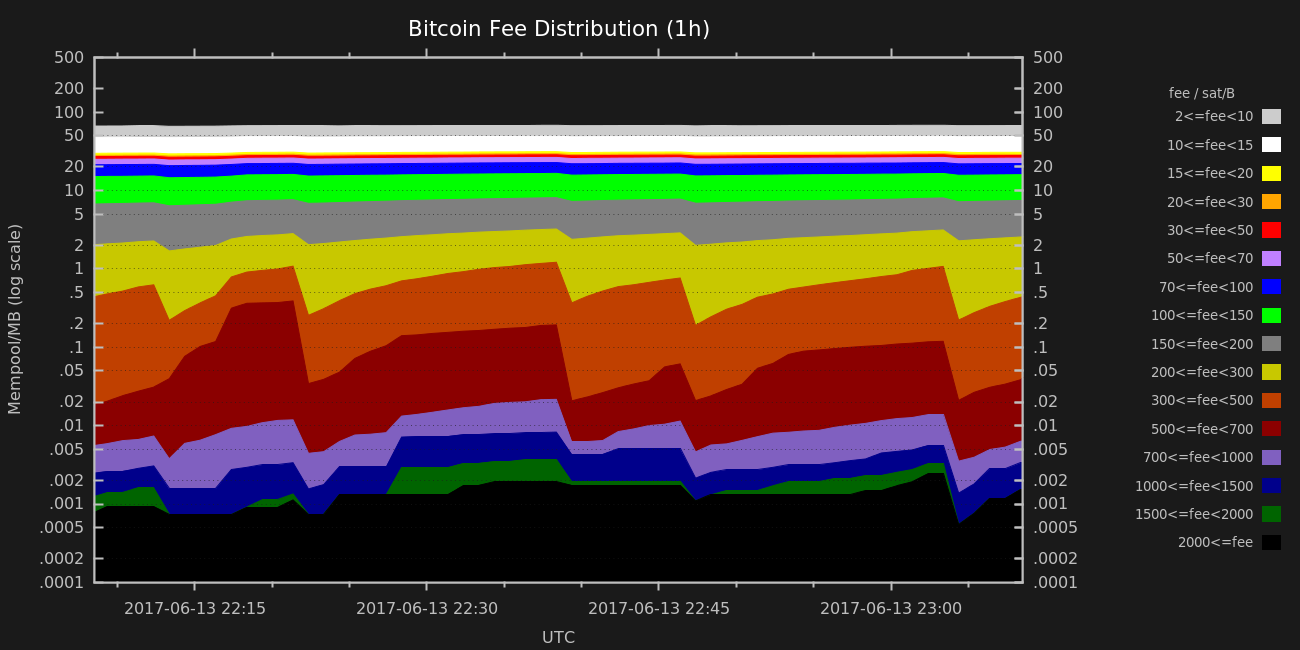 Bitcoin Fee Distribution (1h)
500 500
200 200
100 100
50 50
20 20
10 10
5 5
2 2
1 1
.5 .5
.2 .2
.1 .1
.05 .05
.02 .02
.01 .01
.005 .005
.002 .002
.001 .001
.0005 .0005
.0002 .0002
.0001 .0001
Mempool/MB (log scale)
2017-06-13 22:15 2017-06-13 22:30 2017-06-13 22:45 2017-06-13 23:00
UTC
fee / sat/B
2<=fee<10
10<=fee<15
15<=fee<20
20<=fee<30
30<=fee<50
50<=fee<70
70<=fee<100
100<=fee<150
150<=fee<200
200<=fee<300
300<=fee<500
500<=fee<700
700<=fee<1000
1000<=fee<1500
1500<=fee<2000
2000<=fee